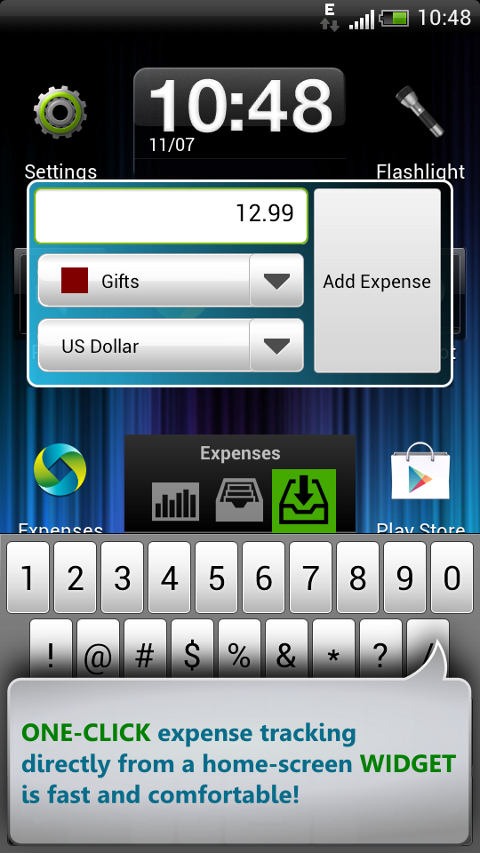 E
10:48
10:48
11/07
Settings
Flashlight
12.99
Gifts
Add Expense
US Dollar
Expenses
Expenses
Play Store
1 2 3 4 5 6 7 8 9 0
! @ # $ % & * ? /
ONE-CLICK expense tracking
directly from a home-screen WIDGET
is fast and comfortable!